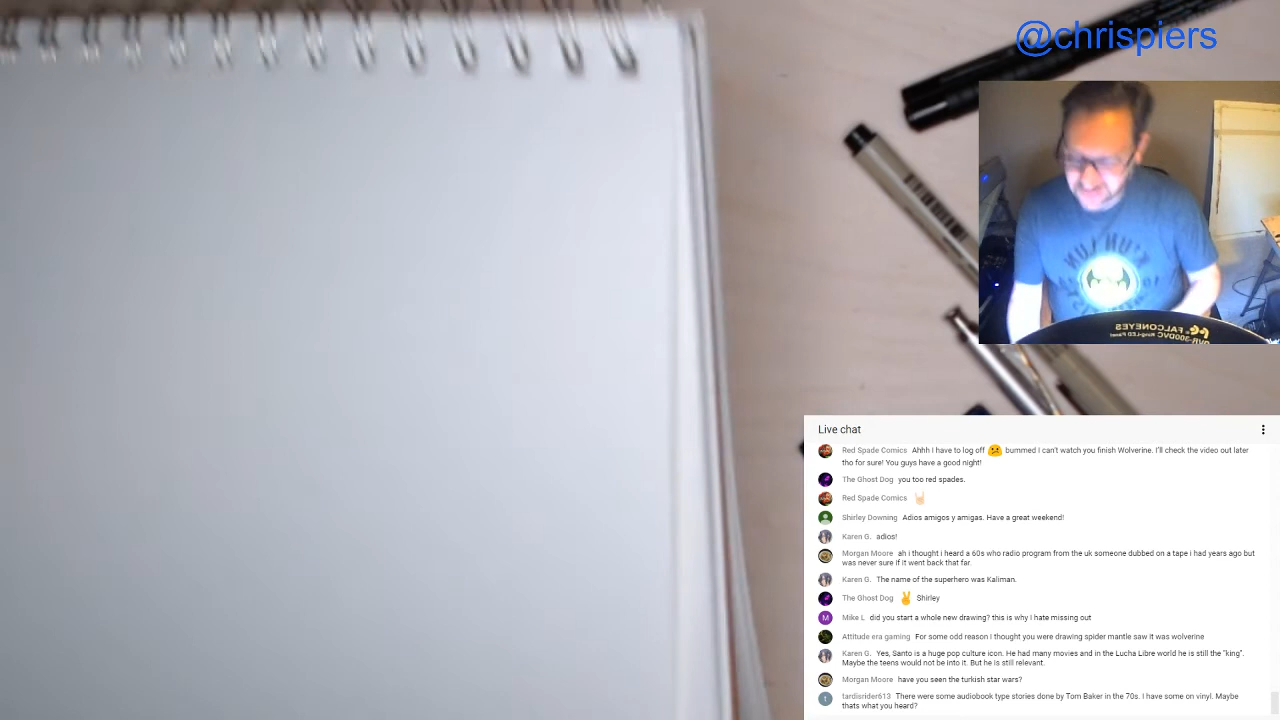 @chrispiers
K'UN LUN
FALCONEYES
DVR-300DVC Ring-LED Panel
Live chat
Red Spade Comics Ahhh I have to log off 😕 bummed I can't watch you finish Wolverine. I'll check the video out later
tho for sure! You guys have a good night!
The Ghost Dog you too red spades.
Red Spade Comics 🤘🏻
Shirley Downing Adios amigos y amigas. Have a great weekend!
Karen G. adios!
Morgan Moore ah i thought i heard a 60s who radio program from the uk someone dubbed on a tape i had years ago but
was never sure if it went back that far.
Karen G. The name of the superhero was Kaliman.
The Ghost Dog ✌ Shirley
Mike L did you start a whole new drawing? this is why I hate missing out
Attitude era gaming For some odd reason I thought you were drawing spider mantle saw it was wolverine
Karen G. Yes, Santo is a huge pop culture icon. He had many movies and in the Lucha Libre world he is still the "king".
Maybe the teens would not be into it. But he is still relevant.
Morgan Moore have you seen the turkish star wars?
tardisrider613 There were some audiobook type stories done by Tom Baker in the 70s. I have some on vinyl. Maybe
thats what you heard?